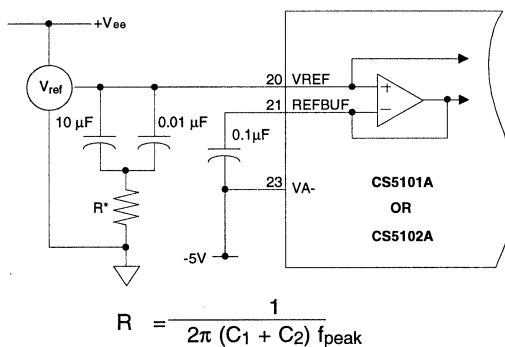 +Vee
Vref
20 VREF
21 REFBUF
10 µF
0.01 µF
0.1µF
+
−
23 VA-
R*
CS5101A
OR
CS5102A
-5V
R = 1 / 2π (C1 + C2) fpeak